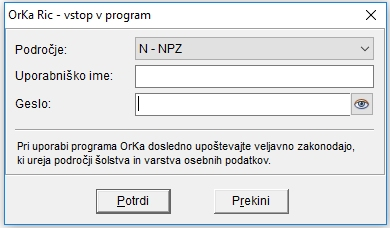 OrKa Ric - vstop v program
Področje:
N - NPZ
Uporabniško ime:
Geslo:
Pri uporabi programa OrKa dosledno upoštevajte veljavno zakonodajo,
ki ureja področji šolstva in varstva osebnih podatkov.
Potrdi
Prekini